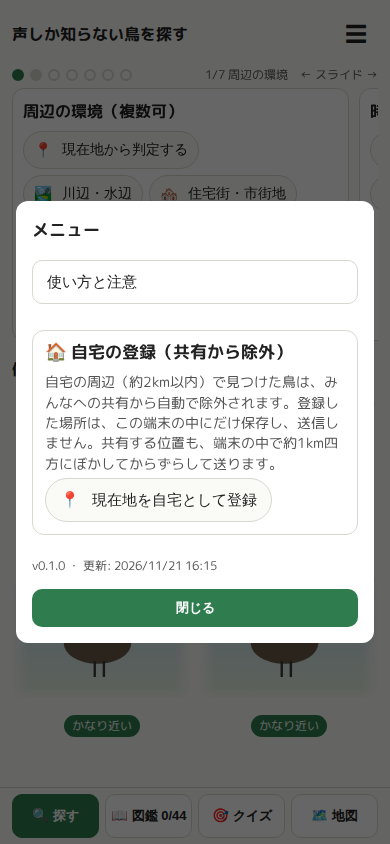 声しか知らない鳥を探す
1/7 周辺の環境 ← スライド →
周辺の環境（複数可）
📍 現在地から判定する
🏞️ 川辺・水辺 🏘️ 住宅街・市街地
メニュー
使い方と注意
🏠 自宅の登録（共有から除外）
自宅の周辺（約2km以内）で見つけた鳥は、み
んなへの共有から自動で除外されます。登録し
た場所は、この端末の中にだけ保存し、送信し
ません。共有する位置も、端末の中で約1km四
方にぼかしてからずらして送ります。
📍 現在地を自宅として登録
v0.1.0 · 更新: 2026/11/21 16:15
閉じる
かなり近い かなり近い
🔍 探す 📖 図鑑 0/44 🎯 クイズ 🗺️ 地図